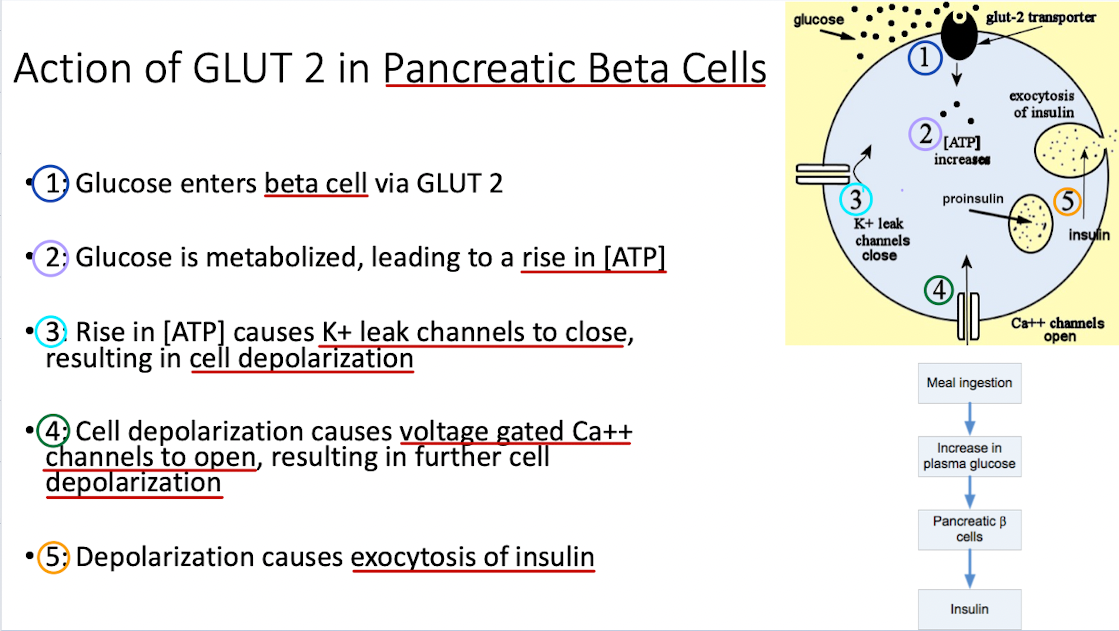 Action of GLUT 2 in Pancreatic Beta Cells
• 1: Glucose enters beta cell via GLUT 2
• 2: Glucose is metabolized, leading to a rise in [ATP]
• 3: Rise in [ATP] causes K+ leak channels to close,
resulting in cell depolarization
• 4: Cell depolarization causes voltage gated Ca++
channels to open, resulting in further cell
depolarization
• 5: Depolarization causes exocytosis of insulin
glucose
glut-2 transporter
1
exocytosis
of insulin
2
[ATP]
increases
3
K+ leak
channels
close
proinsulin
5
insulin
4
Ca++ channels
open
Meal ingestion
Increase in
plasma glucose
Pancreatic β
cells
Insulin